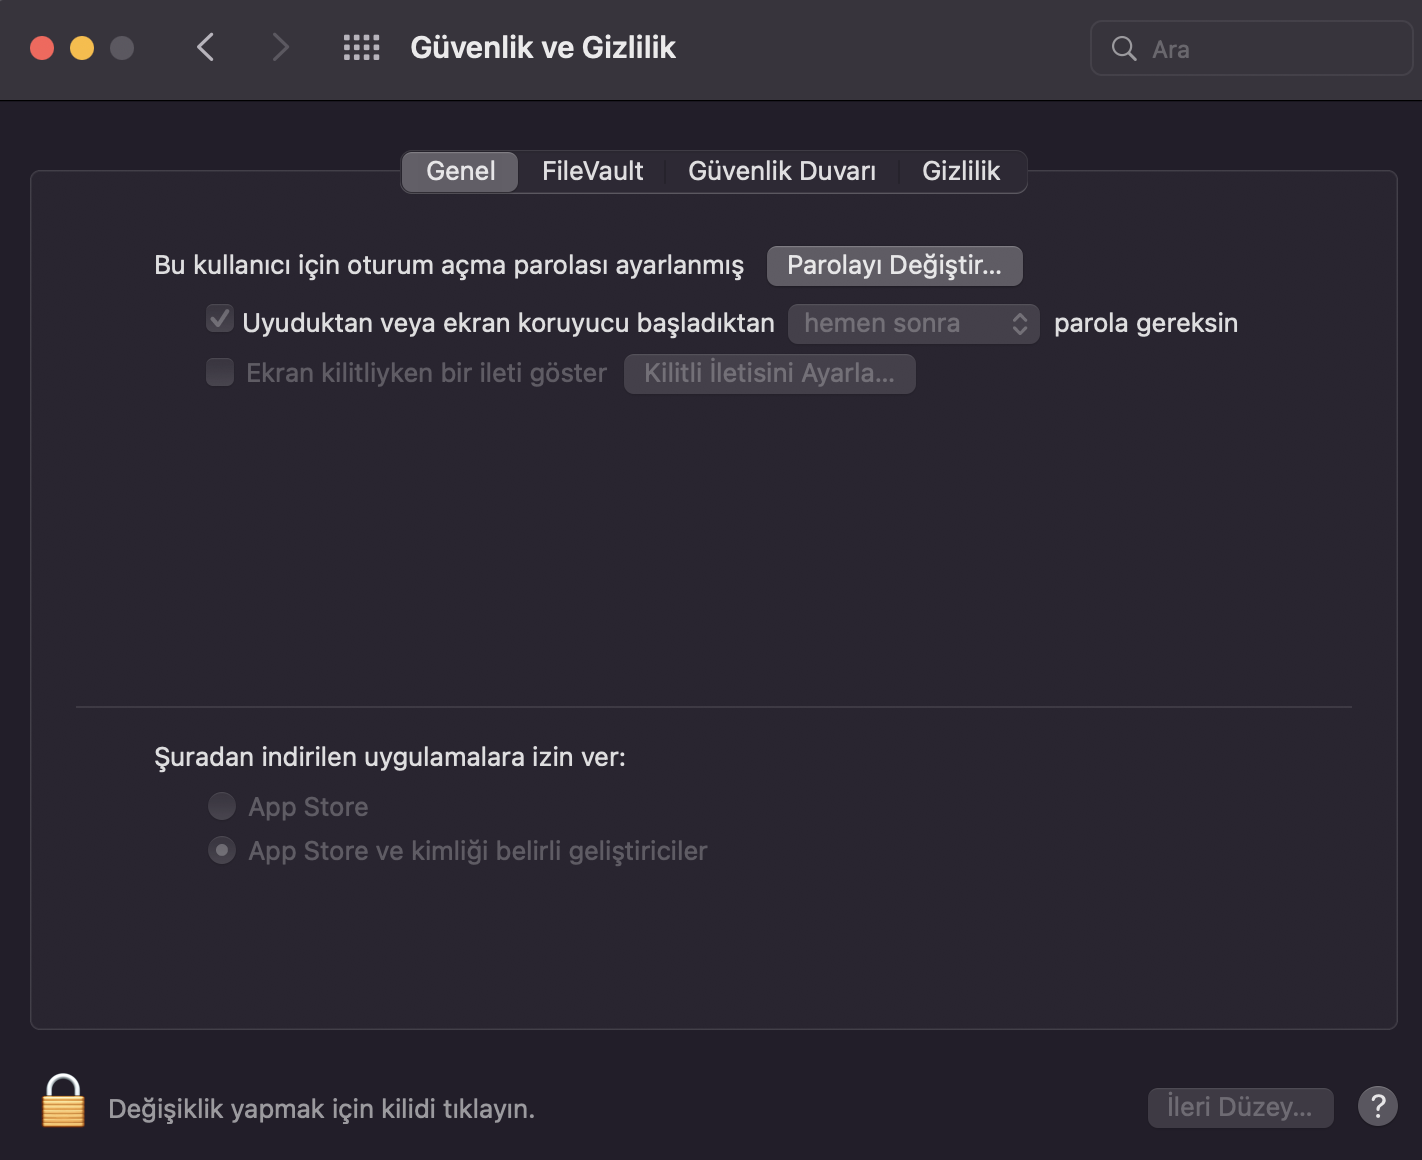 Güvenlik ve Gizlilik
Ara
Genel FileVault Güvenlik Duvarı Gizlilik
Bu kullanıcı için oturum açma parolası ayarlanmış Parolayı Değiştir...
Uyuduktan veya ekran koruyucu başladıktan hemen sonra parola gereksin
Ekran kilitliyken bir ileti göster Kilitli İletisini Ayarla...
Şuradan indirilen uygulamalara izin ver:
App Store
App Store ve kimliği belirli geliştiriciler
Değişiklik yapmak için kilidi tıklayın.
İleri Düzey... ?